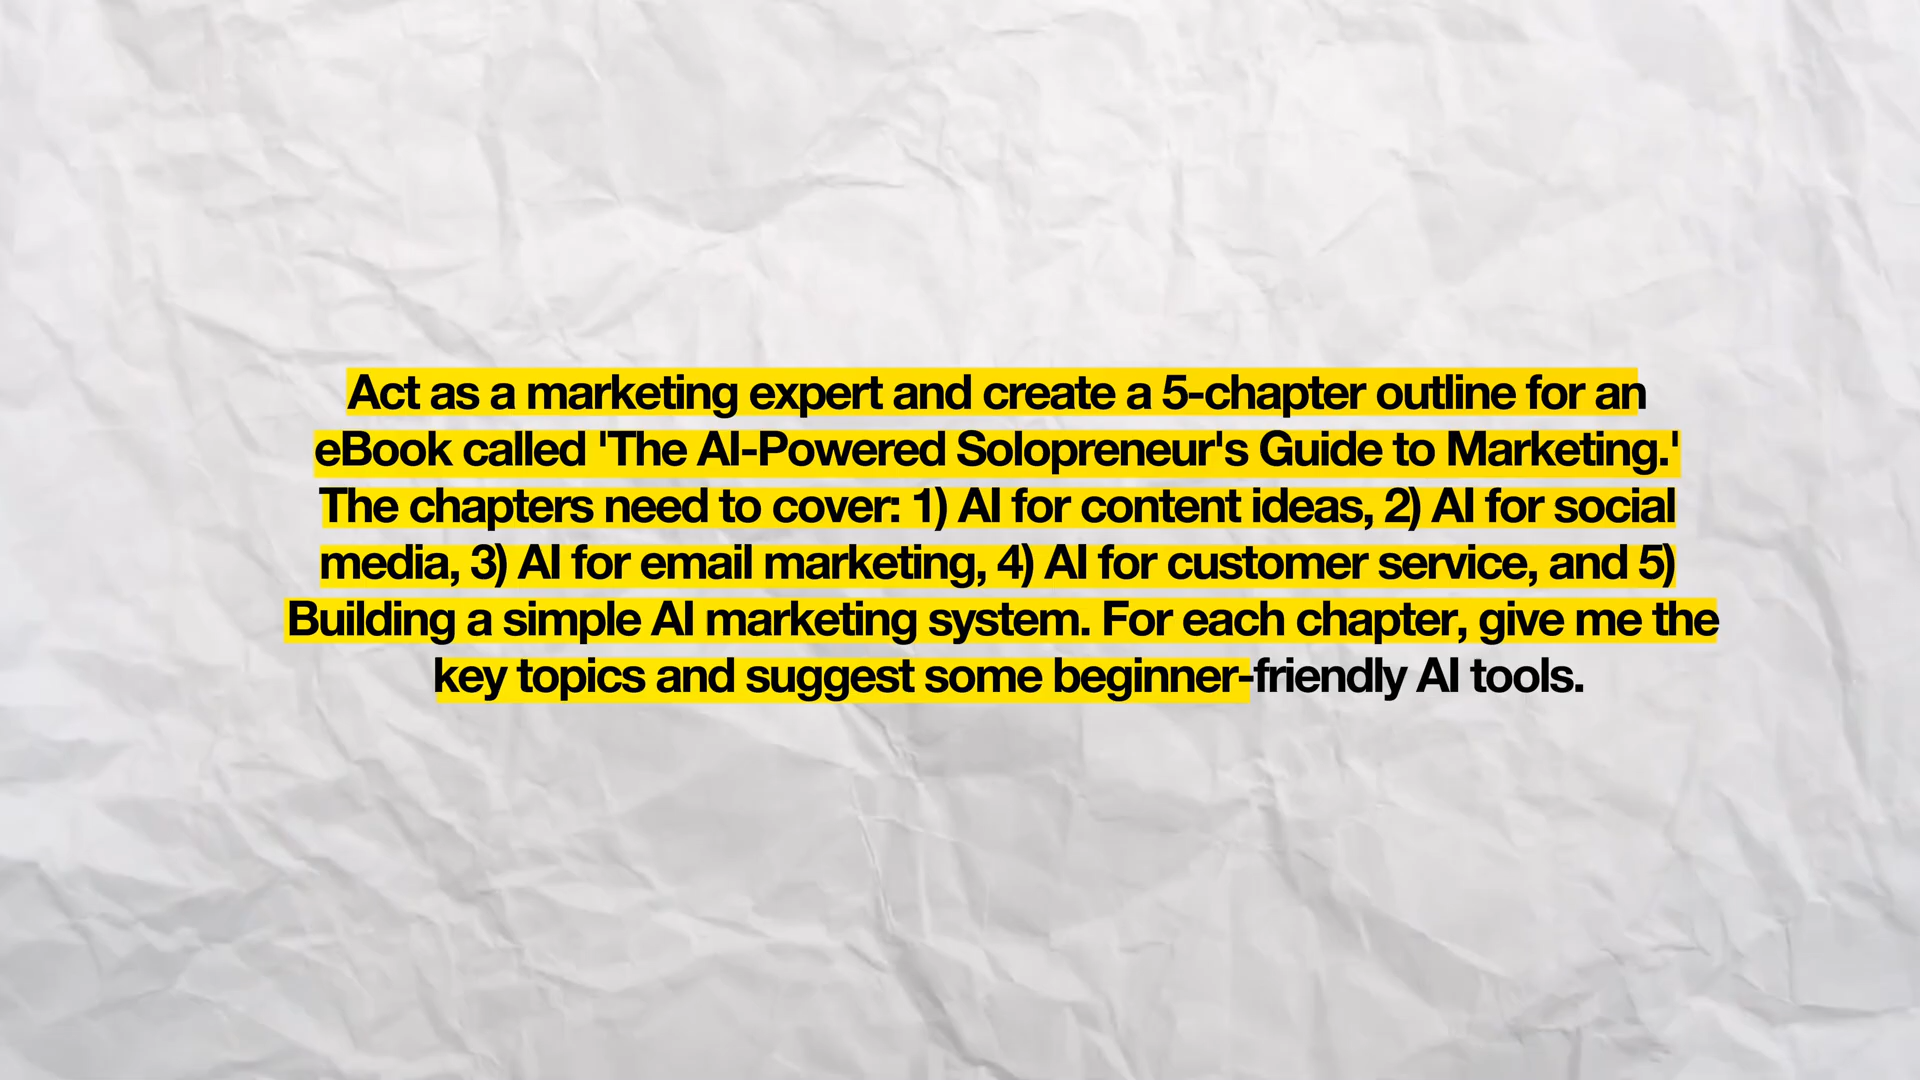 Act as a marketing expert and create a 5-chapter outline for an
eBook called 'The AI-Powered Solopreneur's Guide to Marketing.'
The chapters need to cover: 1) AI for content ideas, 2) AI for social
media, 3) AI for email marketing, 4) AI for customer service, and 5)
Building a simple AI marketing system. For each chapter, give me the
key topics and suggest some beginner-friendly AI tools.